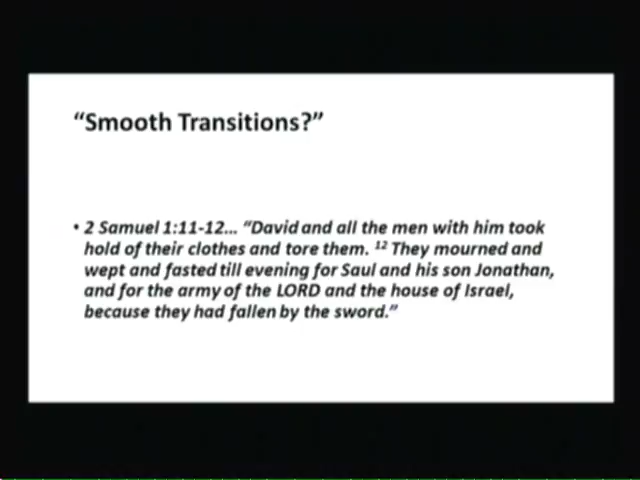 “Smooth Transitions?”
• 2 Samuel 1:11-12... “David and all the men with him took
hold of their clothes and tore them. 12 They mourned and
wept and fasted till evening for Saul and his son Jonathan,
and for the army of the LORD and the house of Israel,
because they had fallen by the sword.”